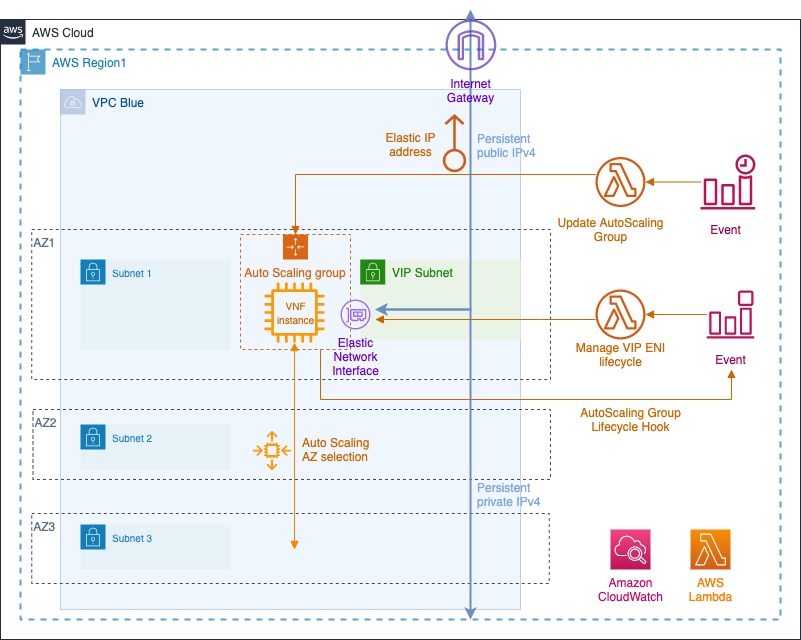 aws
AWS Cloud
AWS Region1
Internet
Gateway
VPC Blue
Elastic IP
address
Persistent
public IPv4
Update AutoScaling
Group
Event
AZ1
Subnet 1
Auto Scaling group
VIP Subnet
VNF
instance
Elastic
Network
Interface
Manage VIP ENI
lifecycle
Event
AutoScaling Group
Lifecycle Hook
AZ2
Subnet 2
Auto Scaling
AZ selection
Persistent
private IPv4
AZ3
Subnet 3
Amazon
CloudWatch
AWS
Lambda